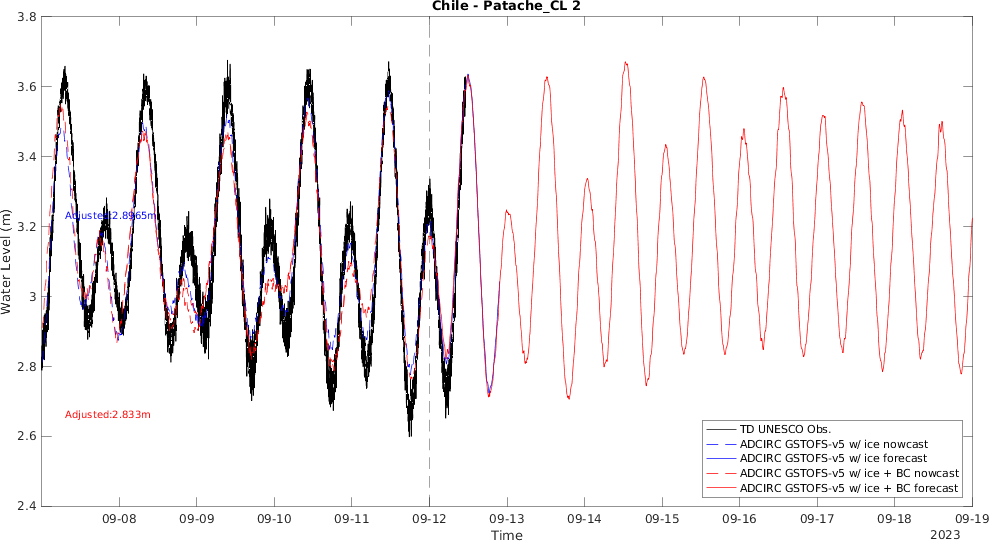 Chile - Patache_CL 2
3.8
3.6
3.4
3.2
3
2.8
2.6
2.4
Water Level (m)
Adjusted:2.8965m
Adjusted:2.833m
TD UNESCO Obs.
ADCIRC GSTOFS-v5 w/ ice nowcast
ADCIRC GSTOFS-v5 w/ ice forecast
ADCIRC GSTOFS-v5 w/ ice + BC nowcast
ADCIRC GSTOFS-v5 w/ ice + BC forecast
09-08 09-09 09-10 09-11 09-12 09-13 09-14 09-15 09-16 09-17 09-18 09-19
Time
2023